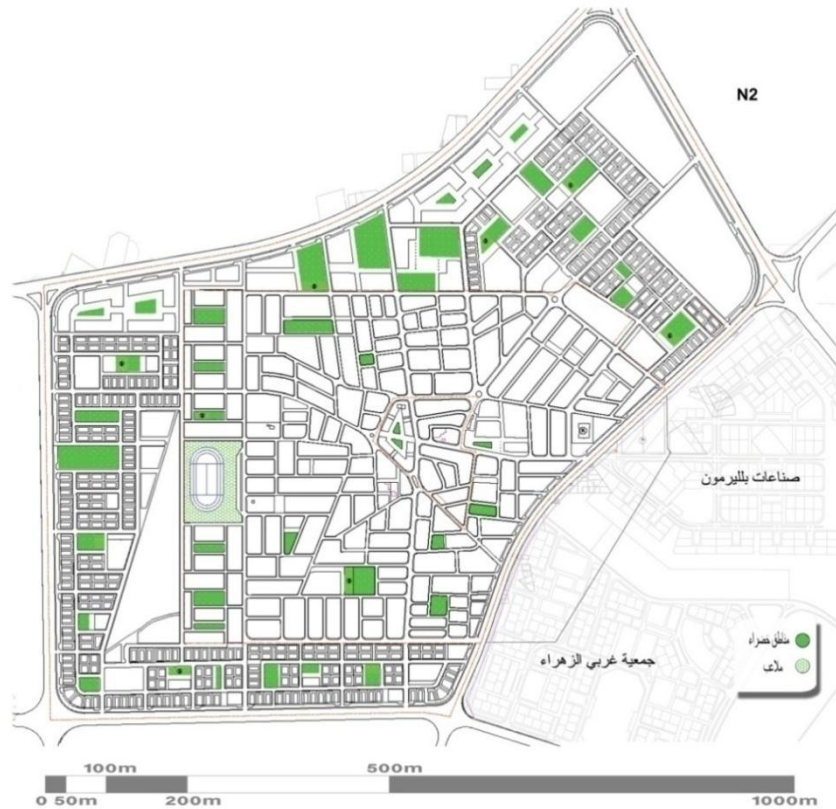 N2
صناعات بلليرمون
جمعية غربي الزهراء
مناطق خضراء
ملاعب
100m 500m
0 50m 200m 1000m